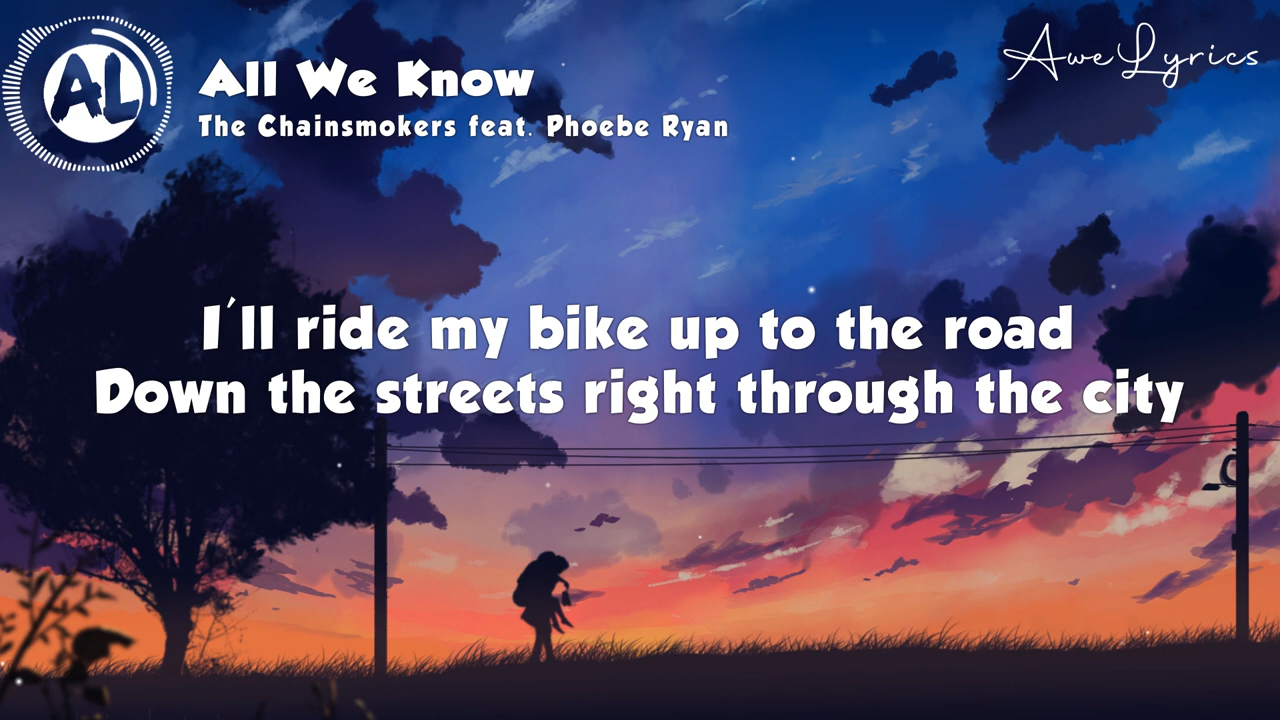 AL
All We Know
The Chainsmokers feat. Phoebe Ryan
AweLyrics
I'll ride my bike up to the road
Down the streets right through the city